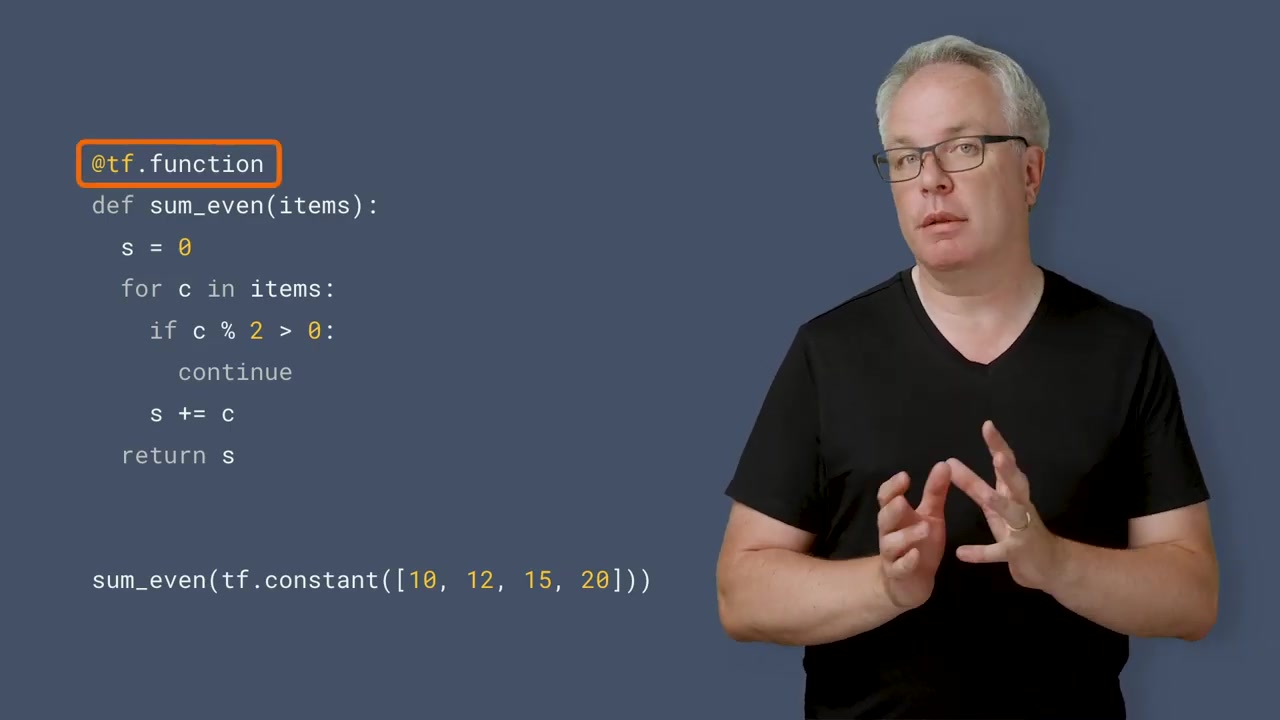 @tf.function
def sum_even(items):
  s = 0
  for c in items:
    if c % 2 > 0:
      continue
    s += c
  return s
sum_even(tf.constant([10, 12, 15, 20]))